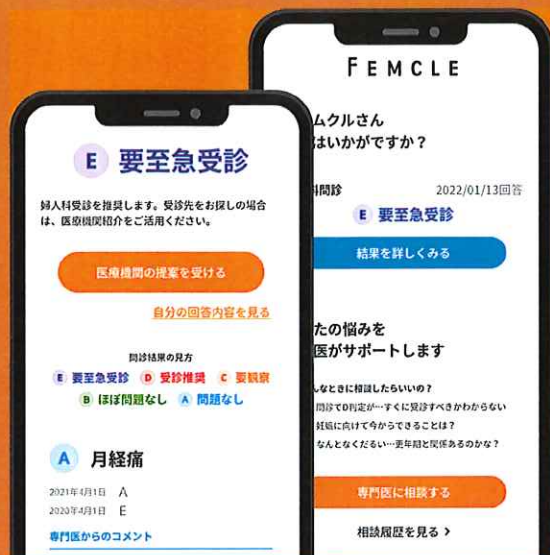 E 要至急受診
婦人科受診を推奨します。受診先をお探しの場合
は、医療機関紹介をご活用ください。
医療機関の提案を受ける
自分の回答内容を見る
問診結果の見方
E 要至急受診 D 受診推奨 C 要観察
B ほぼ問題なし A 問題なし
A 月経痛
2021年4月1日 A
2020年4月1日 E
専門医からのコメント
FEMCLE
ムクルさん
はいかがですか？
科問診 2022/01/13回答
E 要至急受診
結果を詳しくみる
たの悩みを
医がサポートします
んなときに相談したらいいの？
問診でD判定が…すぐに受診すべきかわからない
妊娠に向けて今からできることは？
なんとなくだるい…更年期と関係あるのかな？
専門医に相談する
相談履歴を見る >